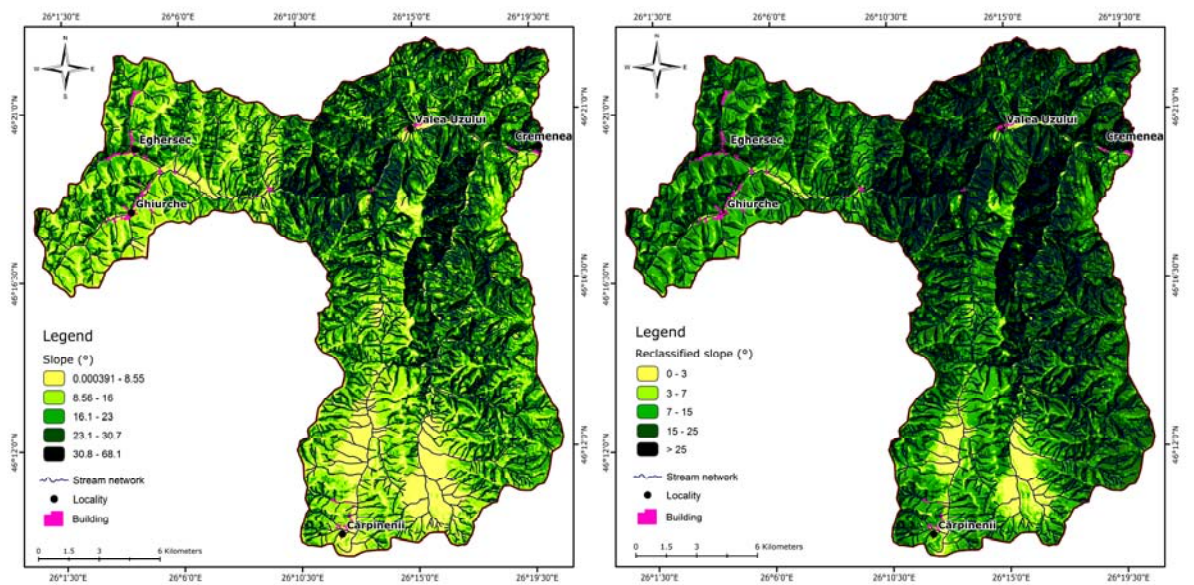 26°1'30"E 26°6'0"E 26°10'30"E 26°15'0"E 26°19'30"E
N
W E
S
46°21'0"N 46°21'0"N
Valea Uzului
Eghersec
Cremenea
Ghiurche
46°16'30"N 46°16'30"N
Legend
Slope (°)
0.000391 - 8.55
8.56 - 16
16.1 - 23
23.1 - 30.7
30.8 - 68.1
46°12'0"N 46°12'0"N
Stream network
Locality
Building
Cărpinenii
0 1.5 3 6 Kilometers
26°1'30"E 26°6'0"E 26°10'30"E 26°15'0"E 26°19'30"E
26°1'30"E 26°6'0"E 26°10'30"E 26°15'0"E 26°19'30"E
N
W E
S
46°21'0"N 46°21'0"N
Valea Uzului
Eghersec
Cremenea
Ghiurche
46°16'30"N 46°16'30"N
Legend
Reclassified slope (°)
0 - 3
3 - 7
7 - 15
15 - 25
> 25
46°12'0"N 46°12'0"N
Stream network
Locality
Building
Cărpinenii
0 1.5 3 6 Kilometers
26°1'30"E 26°6'0"E 26°10'30"E 26°15'0"E 26°19'30"E